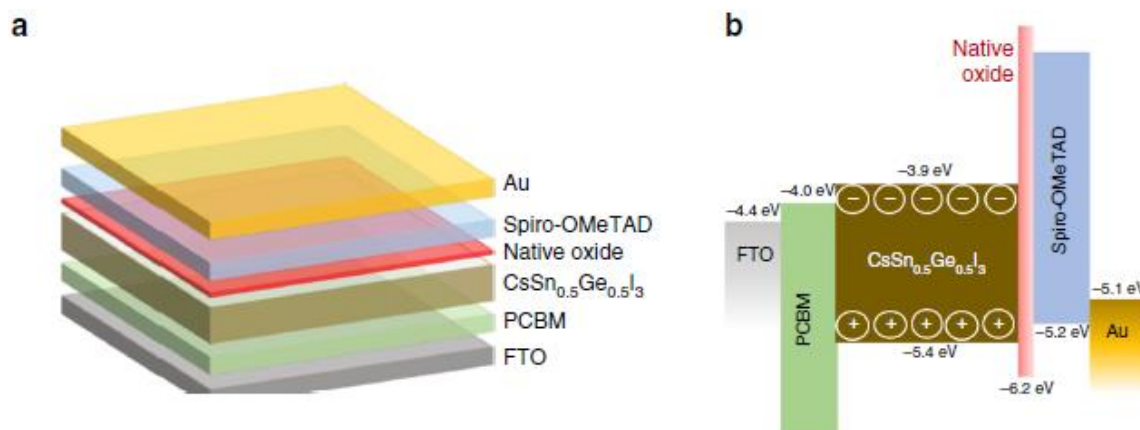 a
Au
Spiro-OMeTAD
Native oxide
CsSn0.5Ge0.5I3
PCBM
FTO
b
Native
oxide
−3.9 eV
−4.0 eV
−4.4 eV
FTO
PCBM
CsSn0.5Ge0.5I3
Spiro-OMeTAD
−5.1 eV
Au
−5.2 eV
−5.4 eV
−6.2 eV